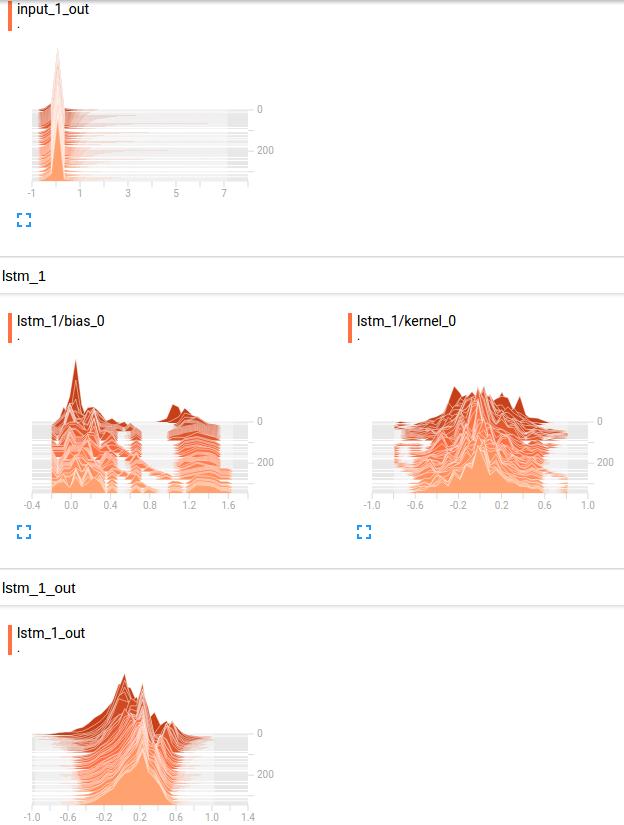 input_1_out
.
0
200
-1 1 3 5 7
lstm_1
lstm_1/bias_0
.
0
200
-0.4 0.0 0.4 0.8 1.2 1.6
lstm_1/kernel_0
.
0
200
-1.0 -0.6 -0.2 0.2 0.6 1.0
lstm_1_out
lstm_1_out
.
0
200
-1.0 -0.6 -0.2 0.2 0.6 1.0 1.4